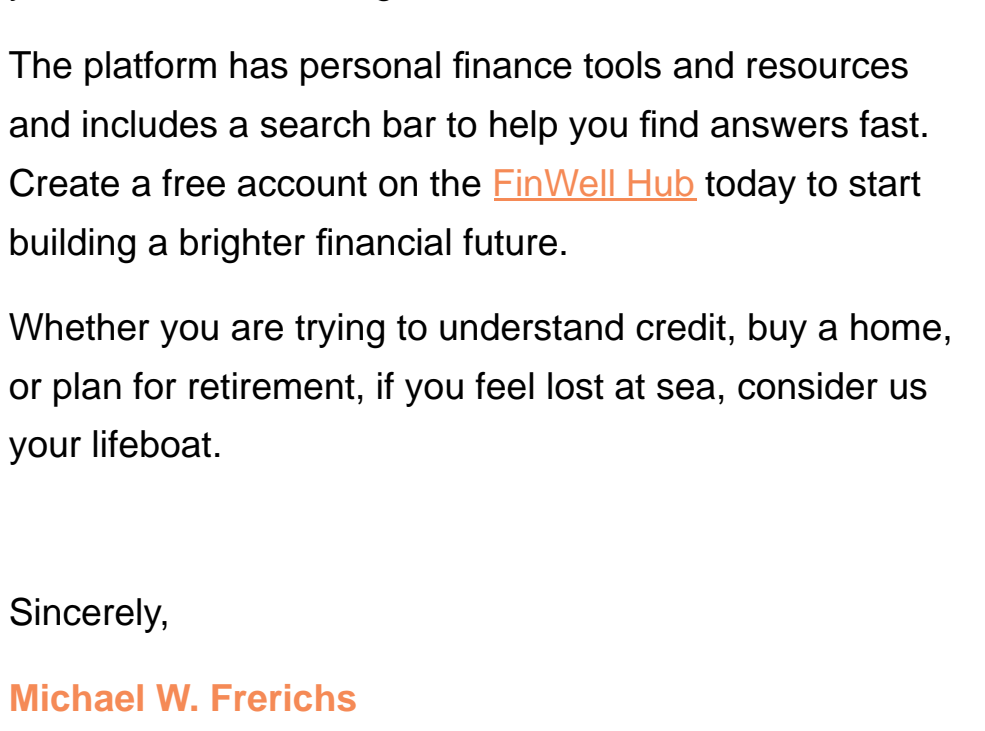 The platform has personal finance tools and resources
and includes a search bar to help you find answers fast.
Create a free account on the FinWell Hub today to start
building a brighter financial future.
Whether you are trying to understand credit, buy a home,
or plan for retirement, if you feel lost at sea, consider us
your lifeboat.
Sincerely,
Michael W. Frerichs